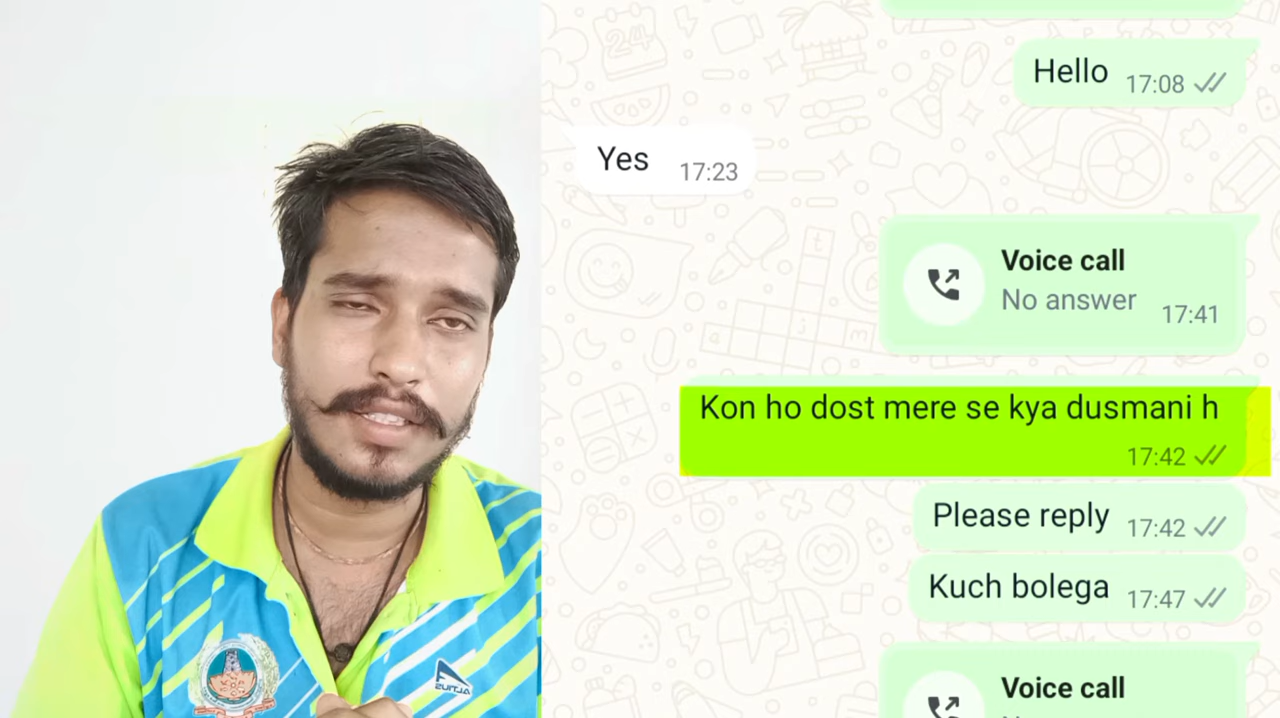 Hello 17:08
Yes 17:23
Voice call
No answer 17:41
Kon ho dost mere se kya dusmani h
17:42
Please reply 17:42
Kuch bolega 17:47
Voice call